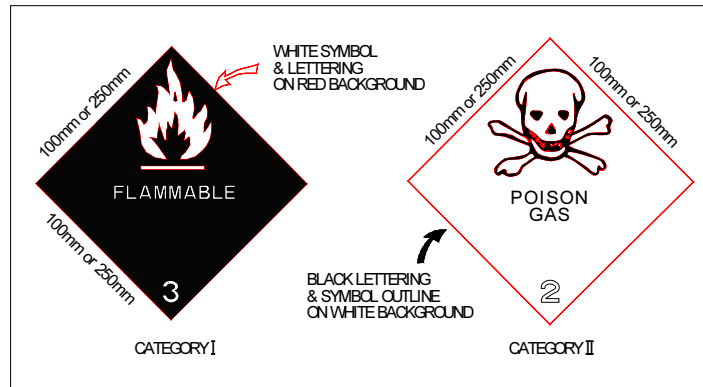 100mm or 250mm
WHITE SYMBOL
& LETTERING
ON RED BACKGROUND
FLAMMABLE
100mm or 250mm
3
CATEGORY I
100mm or 250mm
100mm or 250mm
POISON
GAS
BLACK LETTERING
& SYMBOL OUTLINE
ON WHITE BACKGROUND
2
CATEGORY II